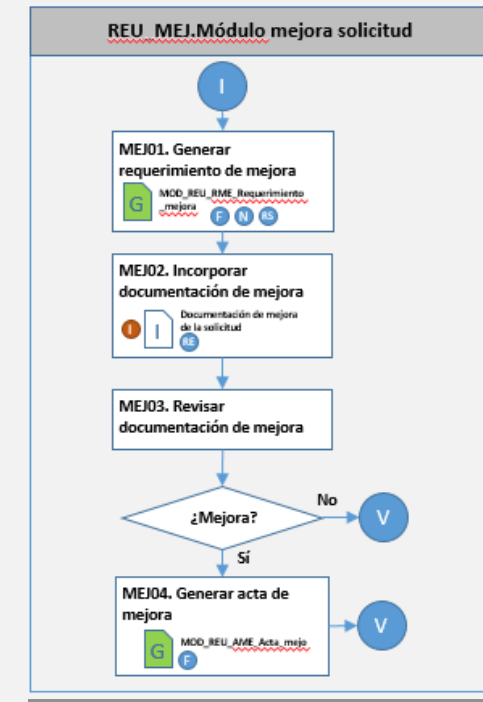 REU_MEJ.Módulo mejora solicitud
I
MEJ01. Generar
requerimiento de mejora
G
MOD_REU_RME_Requerimiento
_mejora
F N RS
MEJ02. Incorporar
documentación de mejora
I I
Documentación de mejora
de la solicitud
RE
MEJ03. Revisar
documentación de mejora
¿Mejora?
No
V
Sí
MEJ04. Generar acta de
mejora
G
MOD_REU_AME_Acta_mejo
F
V